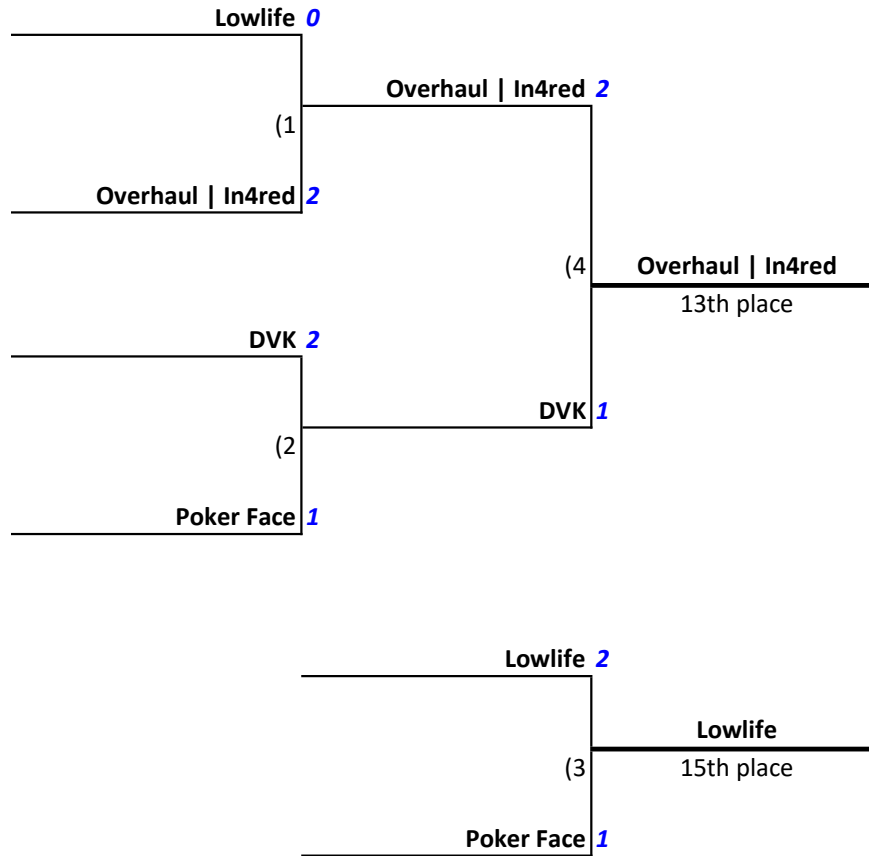 Lowlife 0
Overhaul | In4red 2
(1
Overhaul | In4red 2
(4 Overhaul | In4red
13th place
DVK 2
DVK 1
(2
Poker Face 1
Lowlife 2
Lowlife
(3 15th place
Poker Face 1